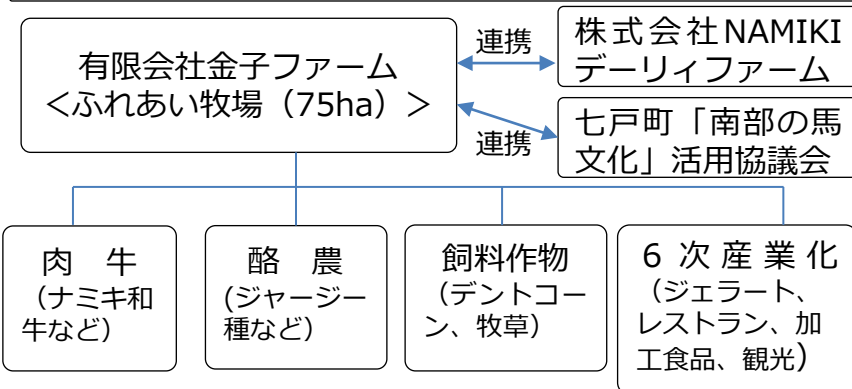 有限会社金子ファーム
＜ふれあい牧場（75ha）＞
連携
株式会社NAMIKI
デーリィファーム
連携
七戸町「南部の馬
文化」活用協議会
肉　牛
（ナミキ和
牛など）
酪　農
(ジャージー
種など）
飼料作物
（デントコー
ン、牧草）
６次産業化
（ジェラート、
レストラン、加
工食品、観光）